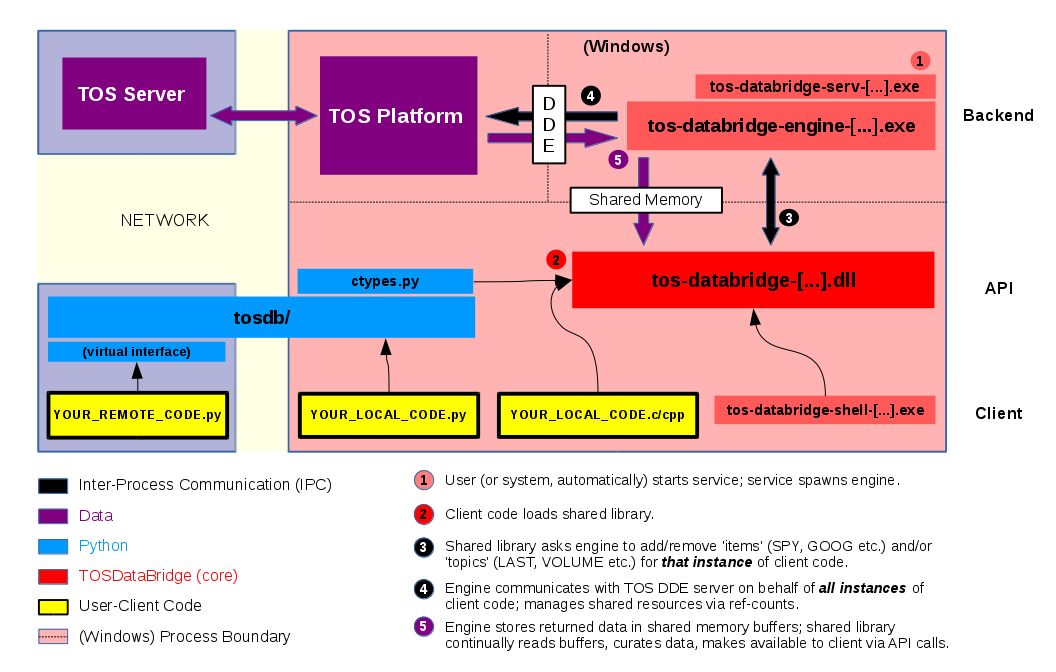 (Windows)
1
TOS Server
TOS Platform
DDE
4
5
tos-databridge-serv-[...].exe
tos-databridge-engine-[...].exe
Backend
Shared Memory
3
NETWORK
2
ctypes.py
tos-databridge-[...].dll
API
tosdb/
(virtual interface)
YOUR_REMOTE_CODE.py
YOUR_LOCAL_CODE.py
YOUR_LOCAL_CODE.c/cpp
tos-databridge-shell-[...].exe
Client
Inter-Process Communication (IPC)
Data
Python
TOSDataBridge (core)
User-Client Code
(Windows) Process Boundary
1 User (or system, automatically) starts service; service spawns engine.
2 Client code loads shared library.
3 Shared library asks engine to add/remove 'items' (SPY, GOOG etc.) and/or
'topics' (LAST, VOLUME etc.) for that instance of client code.
4 Engine communicates with TOS DDE server on behalf of all instances of
client code; manages shared resources via ref-counts.
5 Engine stores returned data in shared memory buffers; shared library
continually reads buffers, curates data, makes available to client via API calls.